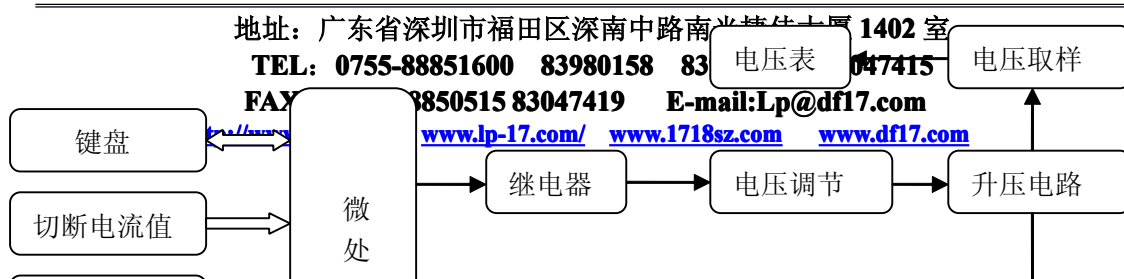 地址：广东省深圳市福田区深南中路南光捷佳大厦 1402 室
电压表
电压取样
TEL：0755-88851600 83980158 83 047415
FAX 8850515 83047419 E-mail:Lp@df17.com
键盘
www.lp-17.com/ www.1718sz.com www.df17.com
继电器
电压调节
升压电路
切断电流值
微
处